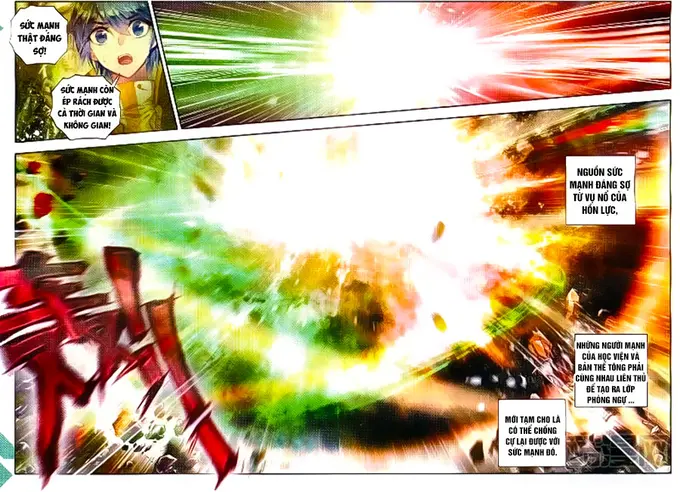 SỨC MẠNH
THẬT ĐÁNG
SỢ!
SỨC MẠNH CÒN
ÉP RÁCH ĐƯỢC
CẢ THỜI GIAN VÀ
KHÔNG GIAN!
NGUỒN SỨC
MẠNH ĐÁNG SỢ
TỪ VỤ NỔ CỦA
HỒN LỰC,
NHỮNG NGƯỜI MẠNH
CỦA HỌC VIỆN VÀ
BẢN THỂ TÔNG PHẢI
CÙNG NHAU LIÊN THỦ
ĐỂ TẠO RA LỚP
PHÒNG NGỰ ...
MỚI TẠM CHO LÀ
CÓ THỂ CHỐNG
CỰ LẠI ĐƯỢC VỚI
SỨC MẠNH ĐÓ.